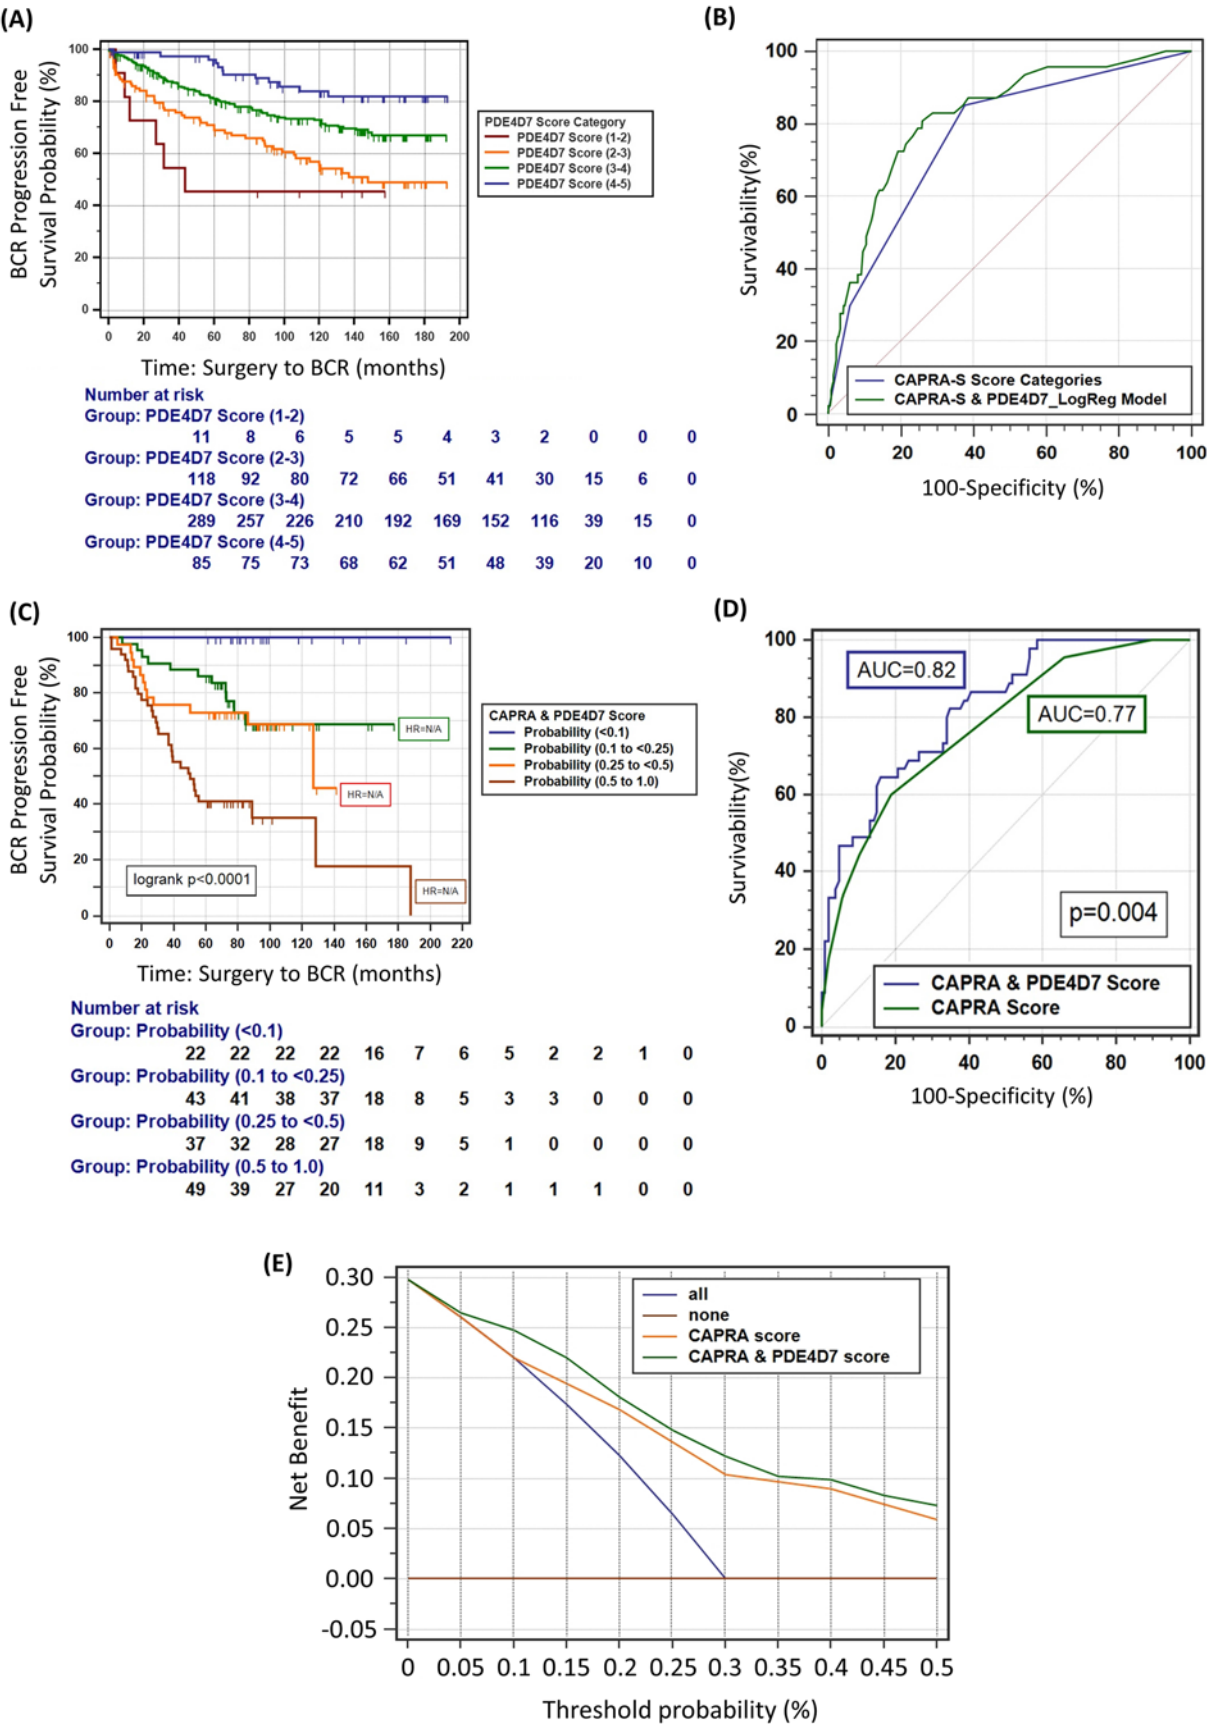 (A)
BCR Progression Free
Survival Probability (%)
100
80
60
40
20
0
0 20 40 60 80 100 120 140 160 180 200
Time: Surgery to BCR (months)
PDE4D7 Score Category
PDE4D7 Score (1-2)
PDE4D7 Score (2-3)
PDE4D7 Score (3-4)
PDE4D7 Score (4-5)
Number at risk
Group: PDE4D7 Score (1-2)
11 8 6 5 5 4 3 2 0 0 0
Group: PDE4D7 Score (2-3)
118 92 80 72 66 51 41 30 15 6 0
Group: PDE4D7 Score (3-4)
289 257 226 210 192 169 152 116 39 15 0
Group: PDE4D7 Score (4-5)
85 75 73 68 62 51 48 39 20 10 0
(B)
Survivability(%)
100
80
60
40
20
0
CAPRA-S Score Categories
CAPRA-S & PDE4D7_LogReg Model
0 20 40 60 80 100
100-Specificity (%)
(C)
BCR Progression Free
Survival Probability (%)
100
80
60
40
20
0
HR=N/A
HR=N/A
HR=N/A
logrank p<0.0001
0 20 40 60 80 100 120 140 160 180 200 220
Time: Surgery to BCR (months)
CAPRA & PDE4D7 Score
Probability (<0.1)
Probability (0.1 to <0.25)
Probability (0.25 to <0.5)
Probability (0.5 to 1.0)
Number at risk
Group: Probability (<0.1)
22 22 22 22 16 7 6 5 2 2 1 0
Group: Probability (0.1 to <0.25)
43 41 38 37 18 8 5 3 3 0 0 0
Group: Probability (0.25 to <0.5)
37 32 28 27 18 9 5 1 0 0 0 0
Group: Probability (0.5 to 1.0)
49 39 27 20 11 3 2 1 1 1 0 0
(D)
Survivability(%)
100
80
60
40
20
0
AUC=0.82
AUC=0.77
p=0.004
CAPRA & PDE4D7 Score
CAPRA Score
0 20 40 60 80 100
100-Specificity (%)
(E)
Net Benefit
0.30
0.25
0.20
0.15
0.10
0.05
0.00
-0.05
all
none
CAPRA score
CAPRA & PDE4D7 score
0 0.05 0.1 0.15 0.2 0.25 0.3 0.35 0.4 0.45 0.5
Threshold probability (%)